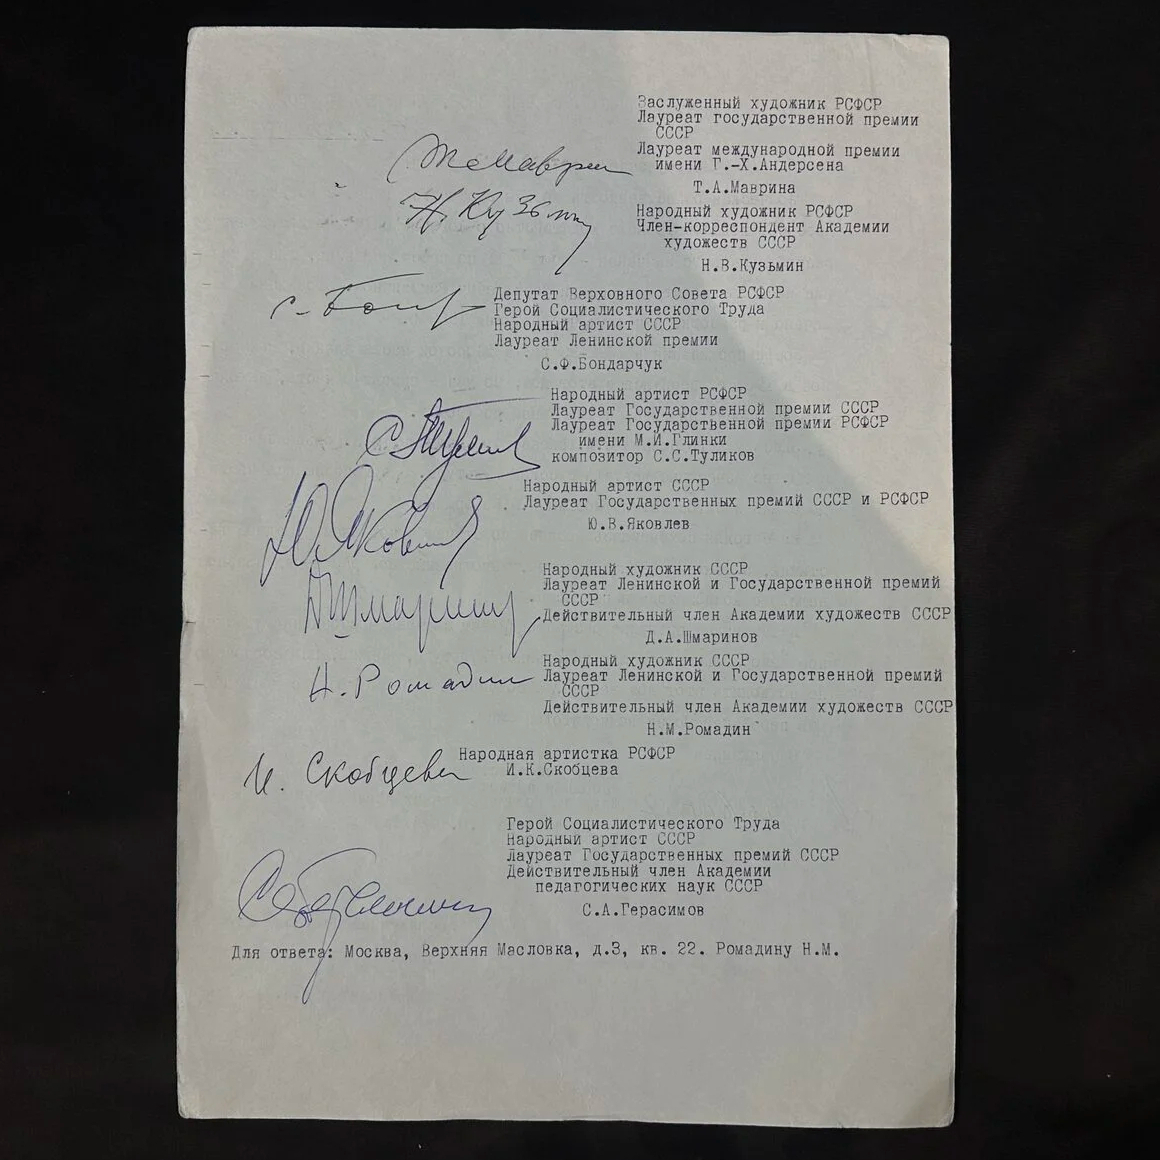 Заслуженный художник РСФСР
Лауреат государственной премии
СССР
Лауреат международной премии
имени Г.-Х.Андерсена
Т.А.Маврина
Народный художник РСФСР
Член-корреспондент Академии
художеств СССР
Н.В.Кузьмин
Депутат Верховного Совета РСФСР
Герой Социалистического Труда
Народный артист СССР
Лауреат Ленинской премии
С.Ф.Бондарчук
Народный артист РСФСР
Лауреат Государственной премии СССР
Лауреат Государственной премии РСФСР
имени М.И.Глинки
композитор С.С.Туликов
Народный артист СССР
Лауреат Государственных премий СССР и РСФСР
Ю.В.Яковлев
Народный художник СССР
Лауреат Ленинской и Государственной премий
СССР
Действительный член Академии художеств СССР
Д.А.Шмаринов
Народный художник СССР
Лауреат Ленинской и Государственной премий
СССР
Действительный член Академии художеств СССР
Н. Ромадин
Н.М.Ромадин
Народная артистка РСФСР
И. Скобцева
И.К.Скобцева
Герой Социалистического Труда
Народный артист СССР
Лауреат Государственных премий СССР
Действительный член Академии
педагогических наук СССР
С.А.Герасимов
Для ответа: Москва, Верхняя Масловка, д.3, кв. 22. Ромадину Н.М.